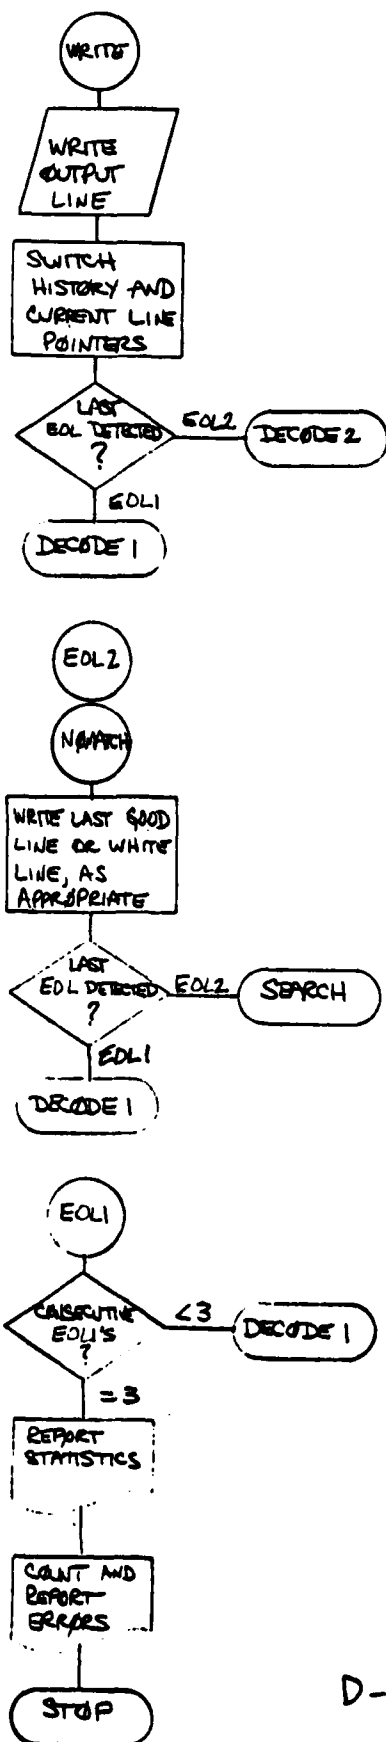 WRITE
WRITE
OUTPUT
LINE
SWITCH
HISTORY AND
CURRENT LINE
POINTERS
LAST
EOL DETECTED
?
EOL2
DECODE 2
EOL1
DECODE 1
EOL2
NOMATCH
WRITE LAST GOOD
LINE OR WHITE
LINE, AS
APPROPRIATE
LAST
EOL DETECTED
?
EOL2
SEARCH
EOL1
DECODE 1
EOL1
CONSECUTIVE
EOL1'S
?
<3
DECODE 1
=3
REPORT
STATISTICS
COUNT AND
REPORT
ERRORS
STOP
D-